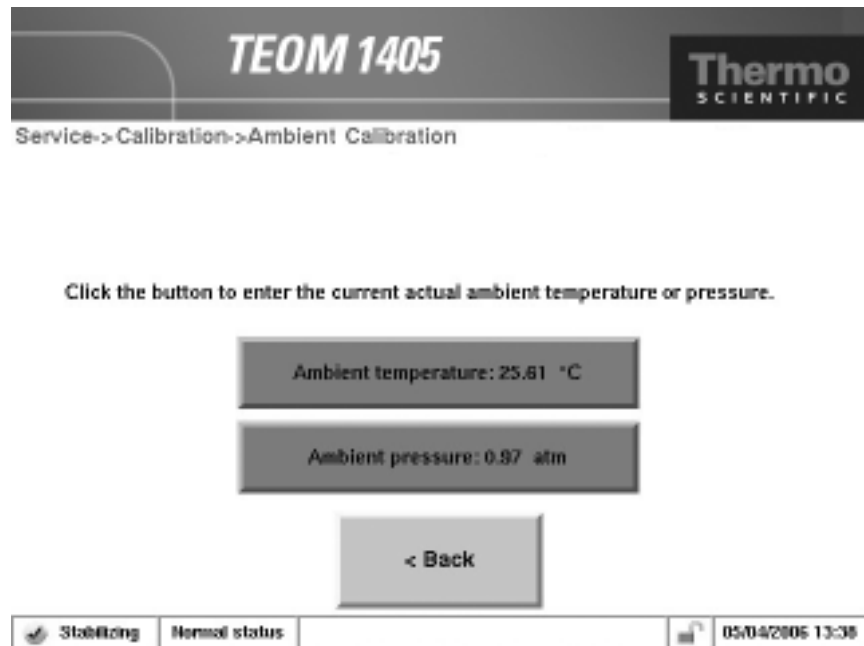 TEOM 1405
Thermo
SCIENTIFIC
Service->Calibration->Ambient Calibration
Click the button to enter the current actual ambient temperature or pressure.
Ambient temperature: 25.61 °C
Ambient pressure: 0.97 atm
< Back
Stabilizing
Normal status
05/04/2006 13:38